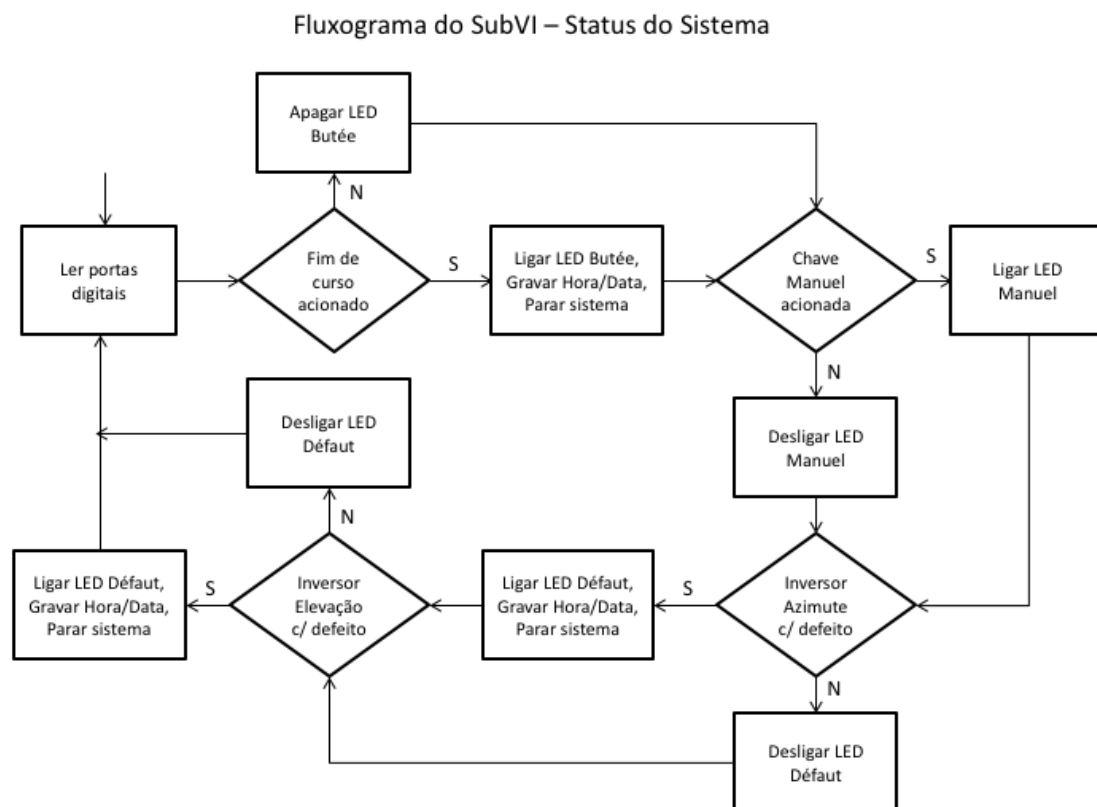 Fluxograma do SubVI – Status do Sistema
Apagar LED
Butée
N
Ler portas
digitais
Fim de
curso
acionado
S
Ligar LED Butée,
Gravar Hora/Data,
Parar sistema
Chave
Manuel
acionada
S
Ligar LED
Manuel
N
Desligar LED
Manuel
Desligar LED
Défaut
N
Ligar LED Défaut,
Gravar Hora/Data,
Parar sistema
S
Inversor
Elevação
c/ defeito
Ligar LED Défaut,
Gravar Hora/Data,
Parar sistema
S
Inversor
Azimute
c/ defeito
N
Desligar LED
Défaut